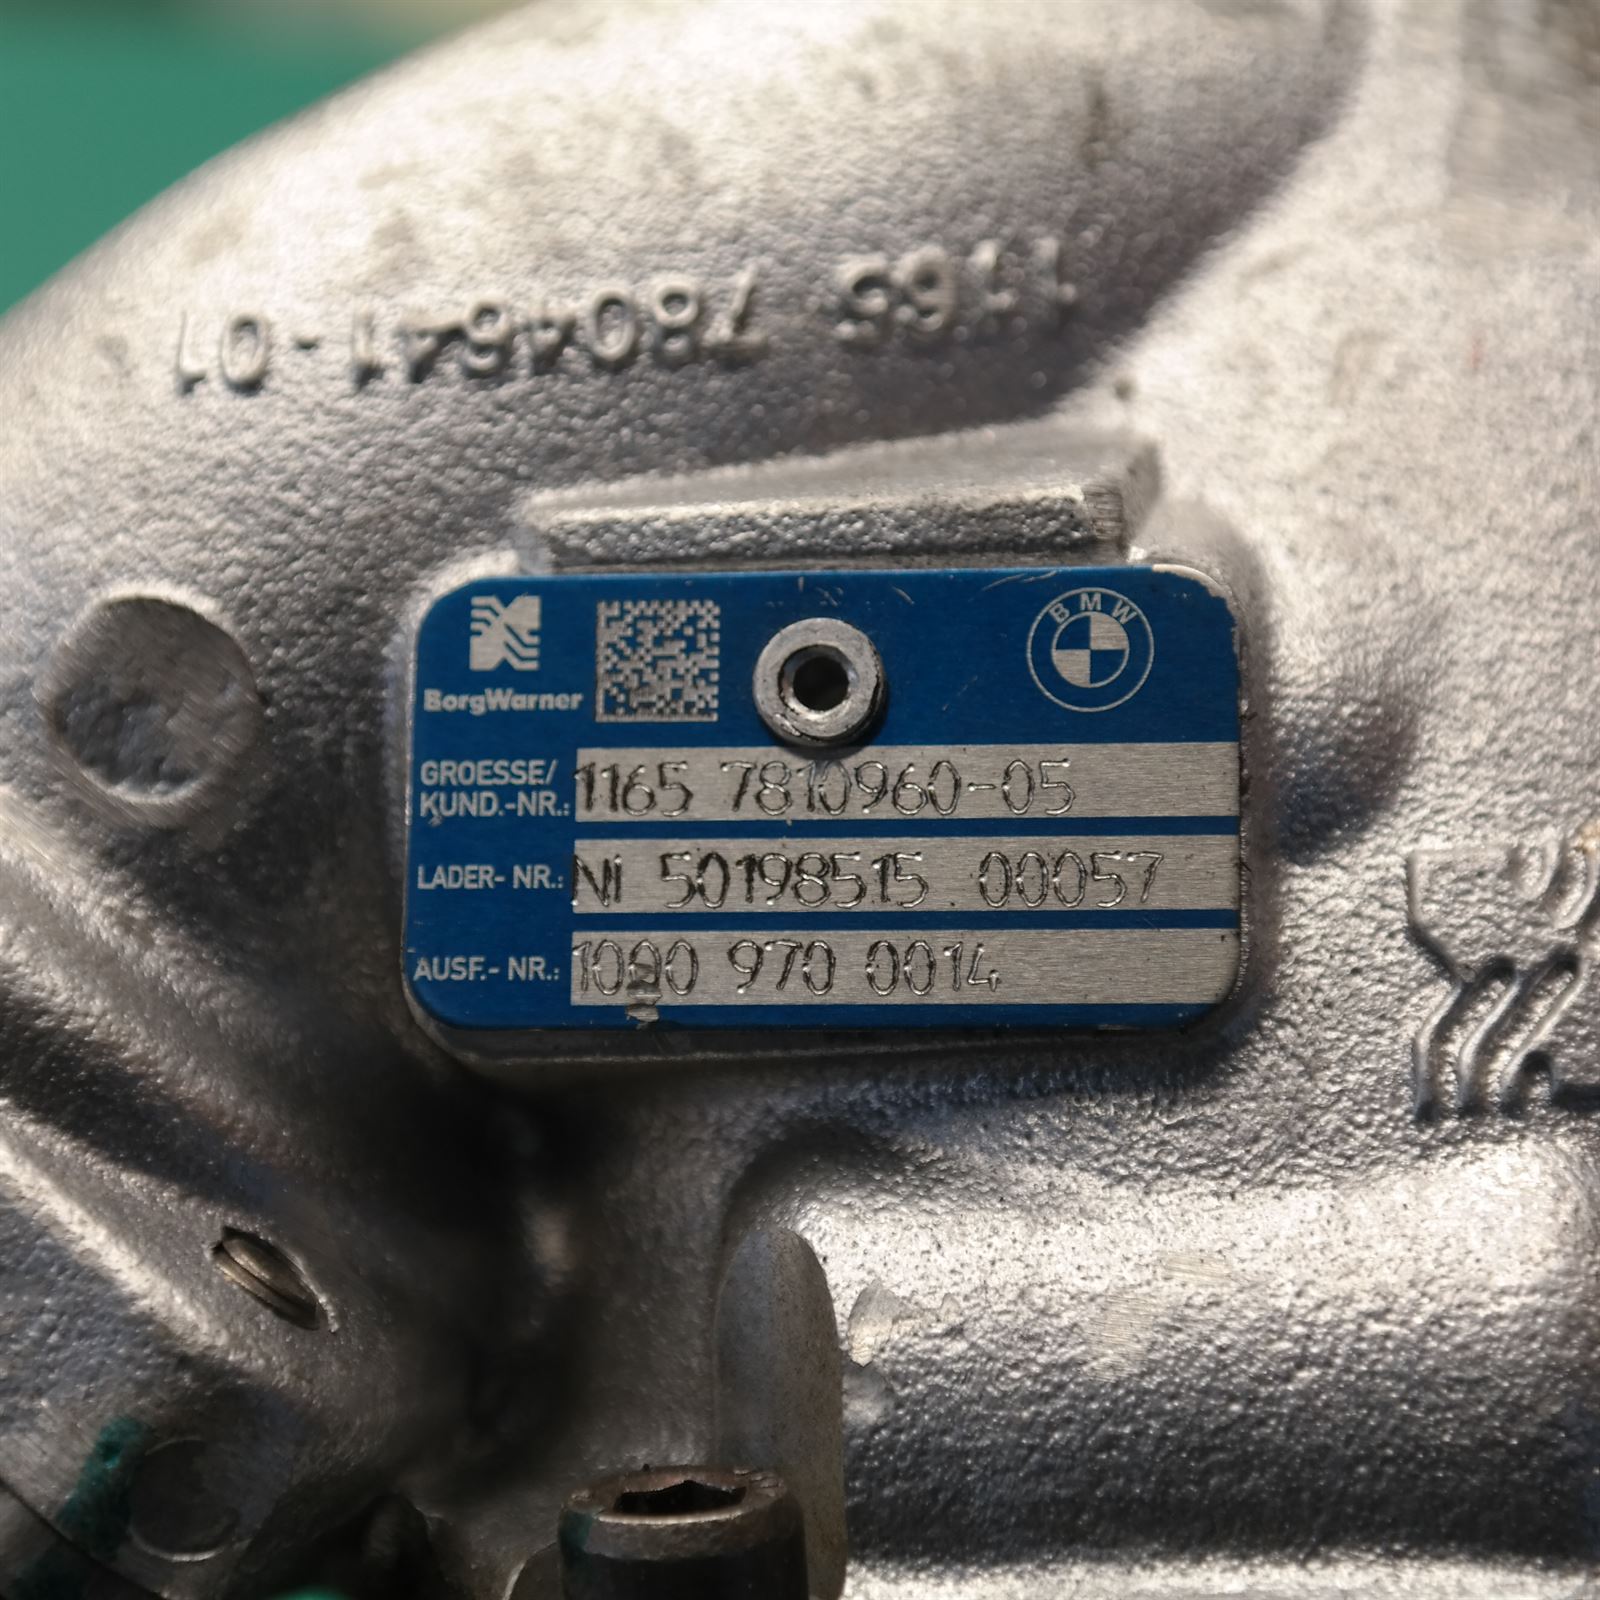 1165 7804641-01
BorgWarner
BMW
GROESSE/
KUND.-NR.: 1165 7810960-05
LADER- NR.: NI 50198515 00057
AUSF.- NR.: 1000 970 0014